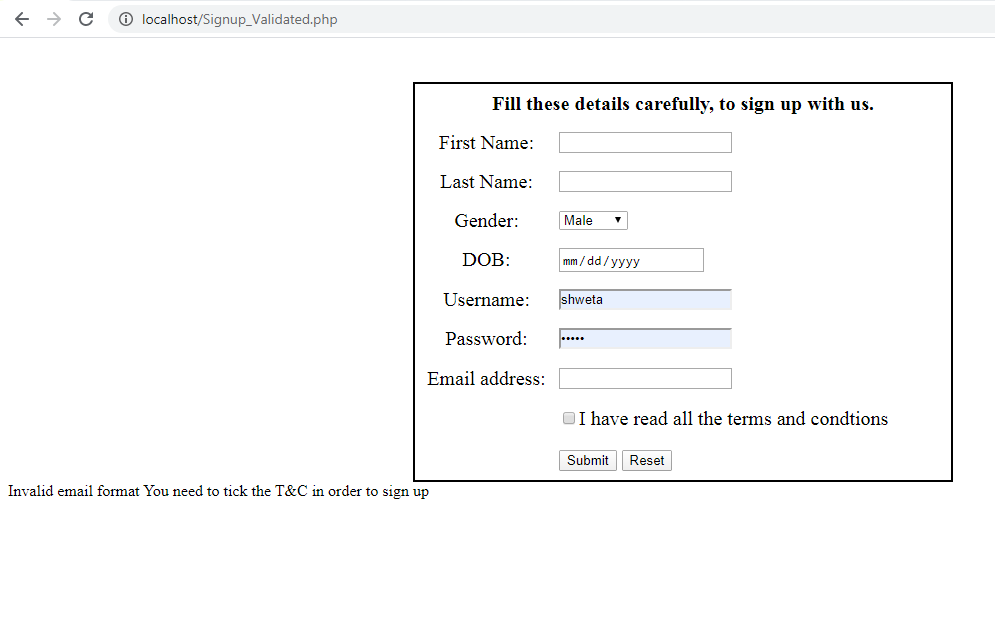 localhost/Signup_Validated.php
Fill these details carefully, to sign up with us.
First Name:
Last Name:
Gender: Male
DOB: mm/dd/yyyy
Username: shweta
Password: •••••
Email address:
I have read all the terms and condtions
Submit Reset
Invalid email format You need to tick the T&C in order to sign up